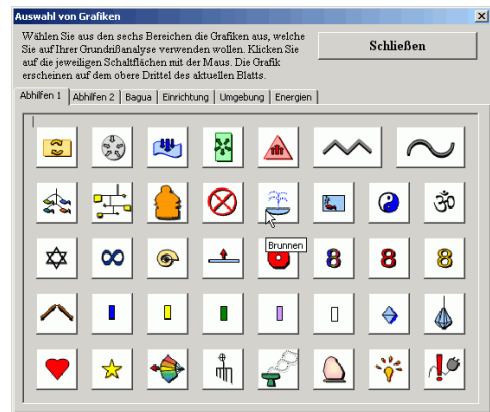 Auswahl von Grafiken
Wählen Sie aus den sechs Bereichen die Grafiken aus, welche
Sie auf Ihrer Grundrißanalyse verwenden wollen. Klicken Sie
auf die jeweiligen Schaltflächen mit der Maus. Die Grafik
erscheinen auf dem obere Drittel des aktuellen Blatts.
Schließen
Abhilfen 1 Abhilfen 2 Bagua Einrichtung Umgebung Energien
ॐ
Brunnen
8 8 8